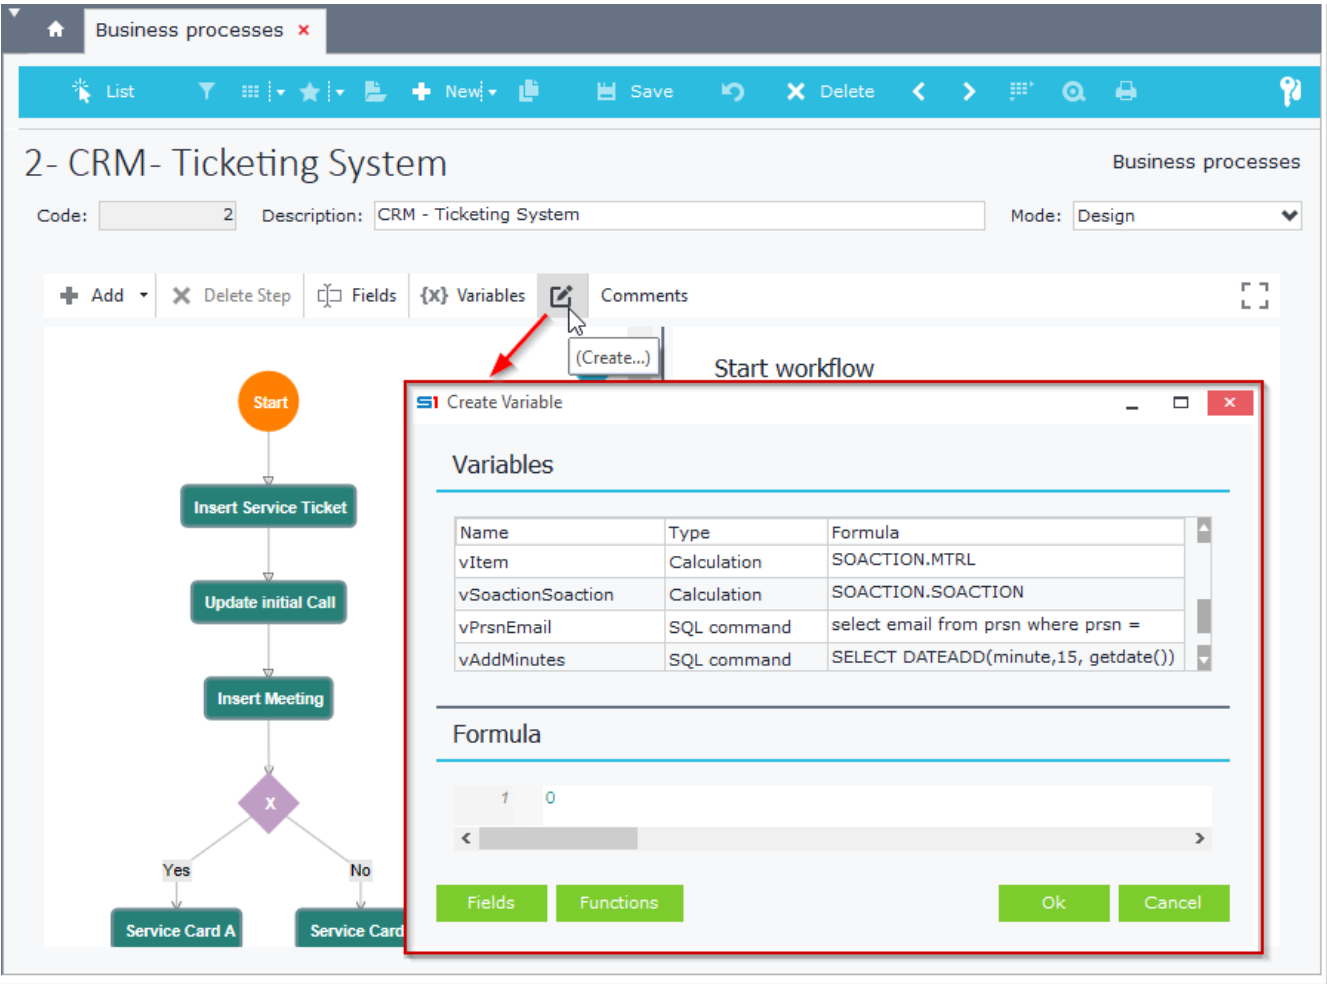 Business processes
List
New
Save
Delete
2- CRM- Ticketing System
Business processes
Code: 2 Description: CRM - Ticketing System Mode: Design
Add Delete Step Fields {x} Variables Comments
(Create...)
Start workflow
Start
Insert Service Ticket
Update initial Call
Insert Meeting
X
Yes No
Service Card A
Service Card
S1 Create Variable
Variables
Name Type Formula
vItem Calculation SOACTION.MTRL
vSoactionSoaction Calculation SOACTION.SOACTION
vPrsnEmail SQL command select email from prsn where prsn =
vAddMinutes SQL command SELECT DATEADD(minute,15, getdate())
Formula
1 0
Fields Functions Ok Cancel